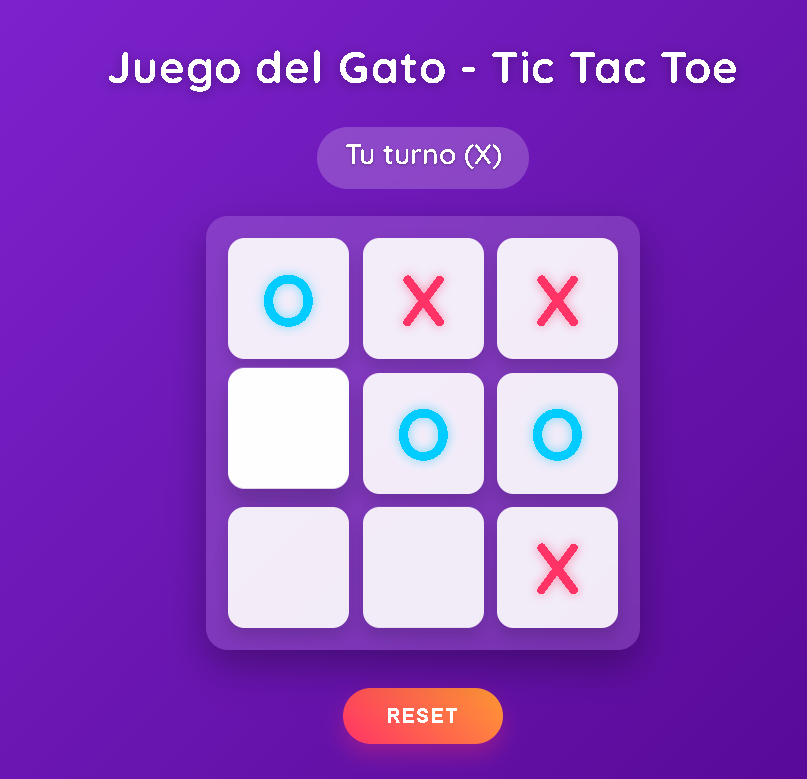 Juego del Gato - Tic Tac Toe
Tu turno (X)
O X X
O O
X
RESET